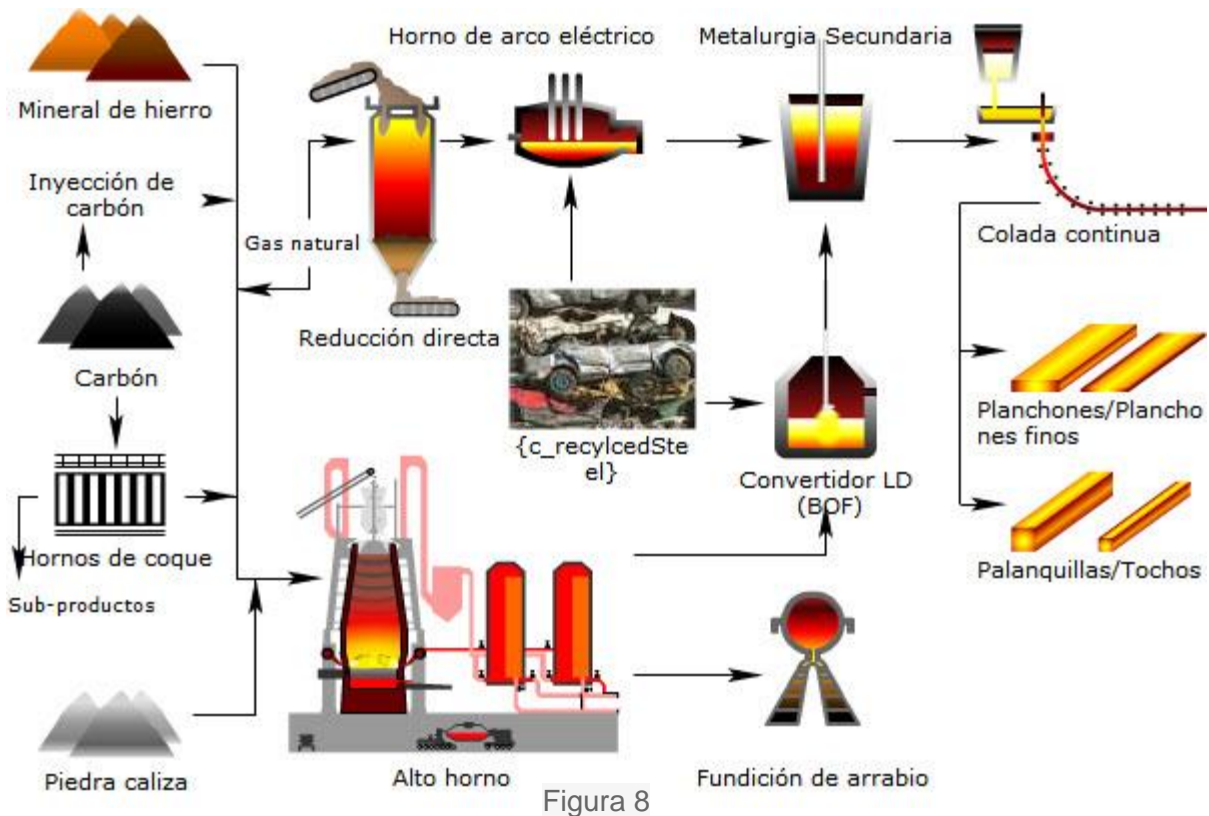 Horno de arco eléctrico
Metalurgia Secundaria
Mineral de hierro
Inyección de
carbón
Gas natural
Colada continua
Reducción directa
Carbón
{c_recylcedSte
el}
Planchones/Plancho
nes finos
Convertidor LD
(BOF)
Hornos de coque
Palanquillas/Tochos
Sub-productos
Piedra caliza
Alto horno
Fundición de arrabio
Figura 8